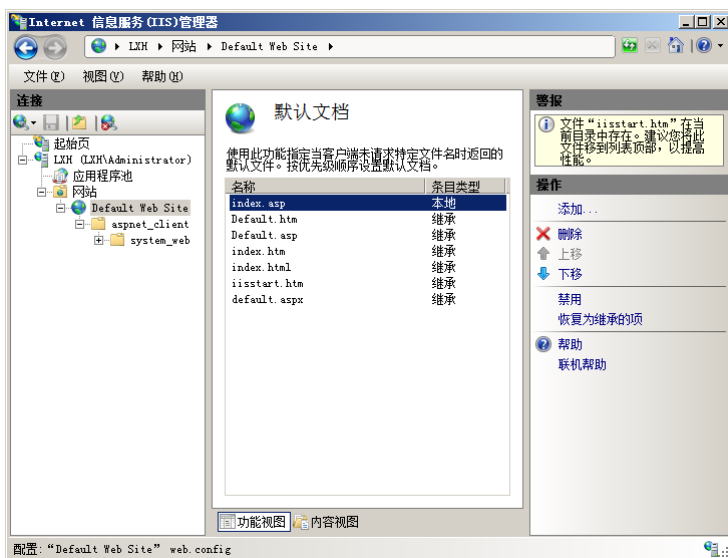 Internet 信息服务(IIS)管理器
LXH 网站 Default Web Site
文件(F) 视图(V) 帮助(H)
连接
起始页
LXH (LXH\Administrator)
应用程序池
网站
Default Web Site
aspnet_client
system_web
默认文档
使用此功能指定当客户端未请求特定文件名时返回的
默认文件。按优先级顺序设置默认文档。
名称 条目类型
index.asp 本地
Default.htm 继承
Default.asp 继承
index.htm 继承
index.html 继承
iisstart.htm 继承
default.aspx 继承
功能视图 内容视图
警报
文件“iisstart.htm”在当
前目录中存在。建议您将此
文件移到列表顶部，以提高
性能。
操作
添加...
删除
上移
下移
禁用
恢复为继承的项
帮助
联机帮助
配置:“Default Web Site” web.config